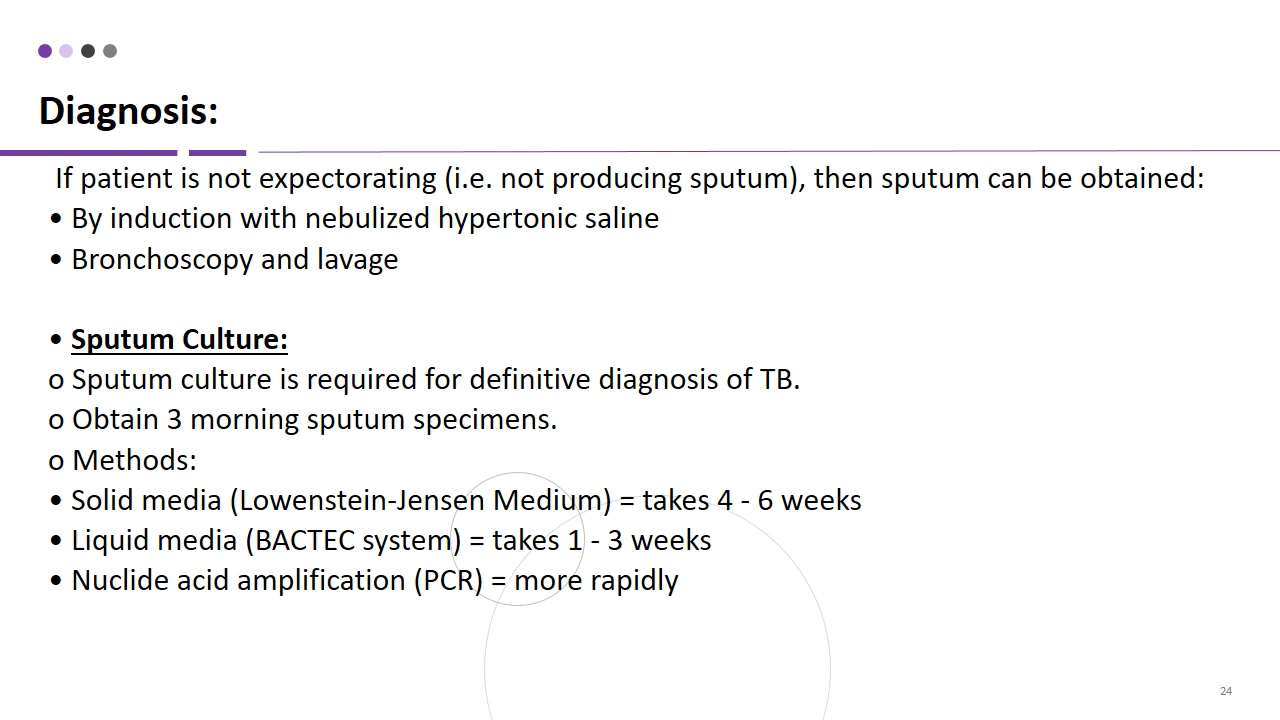 Diagnosis:
If patient is not expectorating (i.e. not producing sputum), then sputum can be obtained:
• By induction with nebulized hypertonic saline
• Bronchoscopy and lavage
• Sputum Culture:
o Sputum culture is required for definitive diagnosis of TB.
o Obtain 3 morning sputum specimens.
o Methods:
• Solid media (Lowenstein-Jensen Medium) = takes 4 - 6 weeks
• Liquid media (BACTEC system) = takes 1 - 3 weeks
• Nuclide acid amplification (PCR) = more rapidly
24